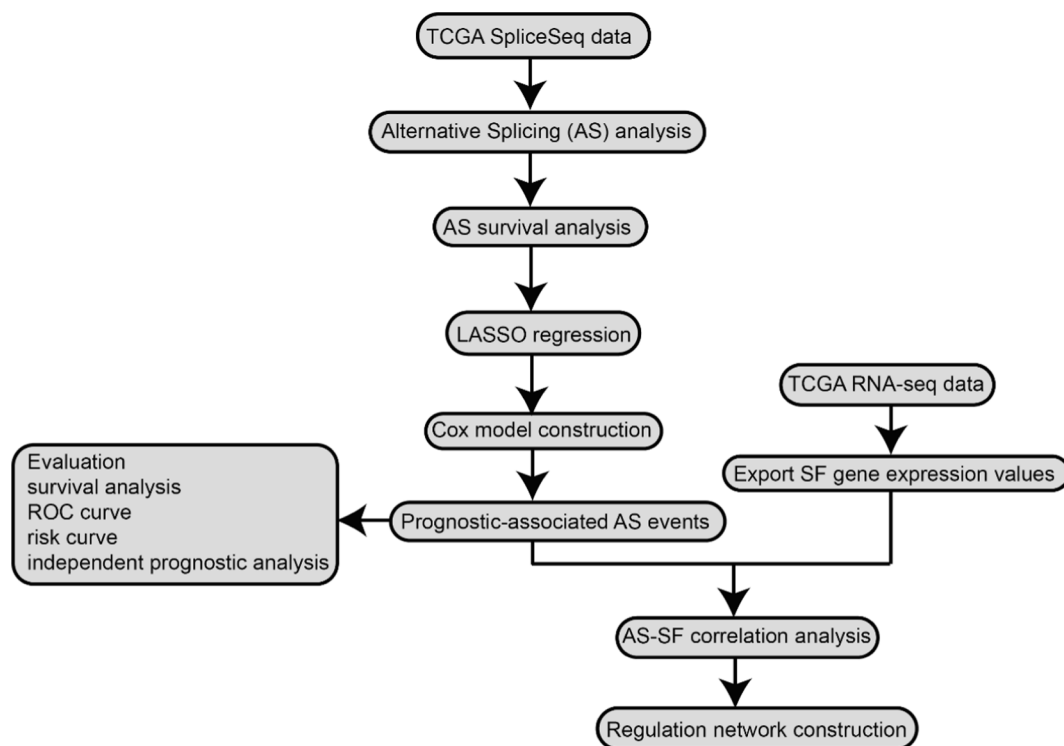 TCGA SpliceSeq data
Alternative Splicing (AS) analysis
AS survival analysis
LASSO regression
TCGA RNA-seq data
Cox model construction
Export SF gene expression values
Evaluation
survival analysis
ROC curve
risk curve
independent prognostic analysis
Prognostic-associated AS events
AS-SF correlation analysis
Regulation network construction